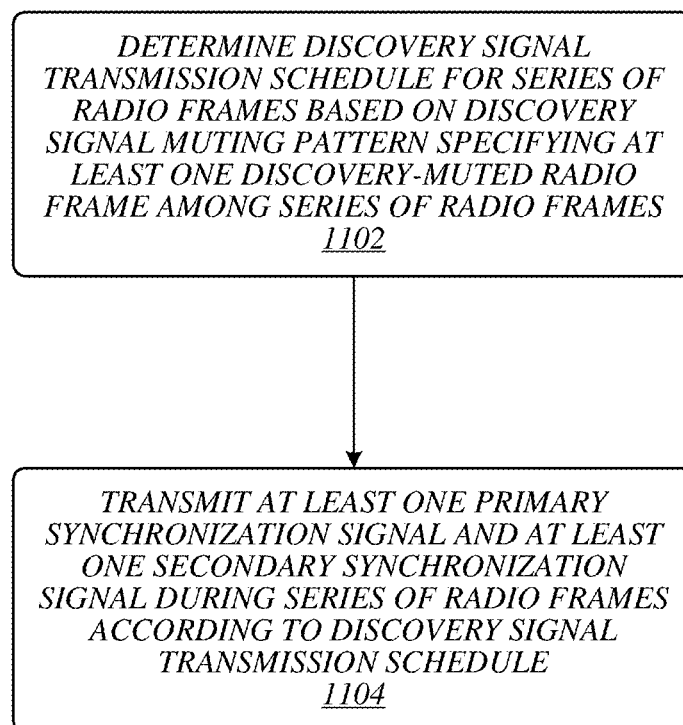 DETERMINE DISCOVERY SIGNAL
TRANSMISSION SCHEDULE FOR SERIES OF
RADIO FRAMES BASED ON DISCOVERY
SIGNAL MUTING PATTERN SPECIFYING AT
LEAST ONE DISCOVERY-MUTED RADIO
FRAME AMONG SERIES OF RADIO FRAMES
1102
TRANSMIT AT LEAST ONE PRIMARY
SYNCHRONIZATION SIGNAL AND AT LEAST
ONE SECONDARY SYNCHRONIZATION
SIGNAL DURING SERIES OF RADIO FRAMES
ACCORDING TO DISCOVERY SIGNAL
TRANSMISSION SCHEDULE
1104